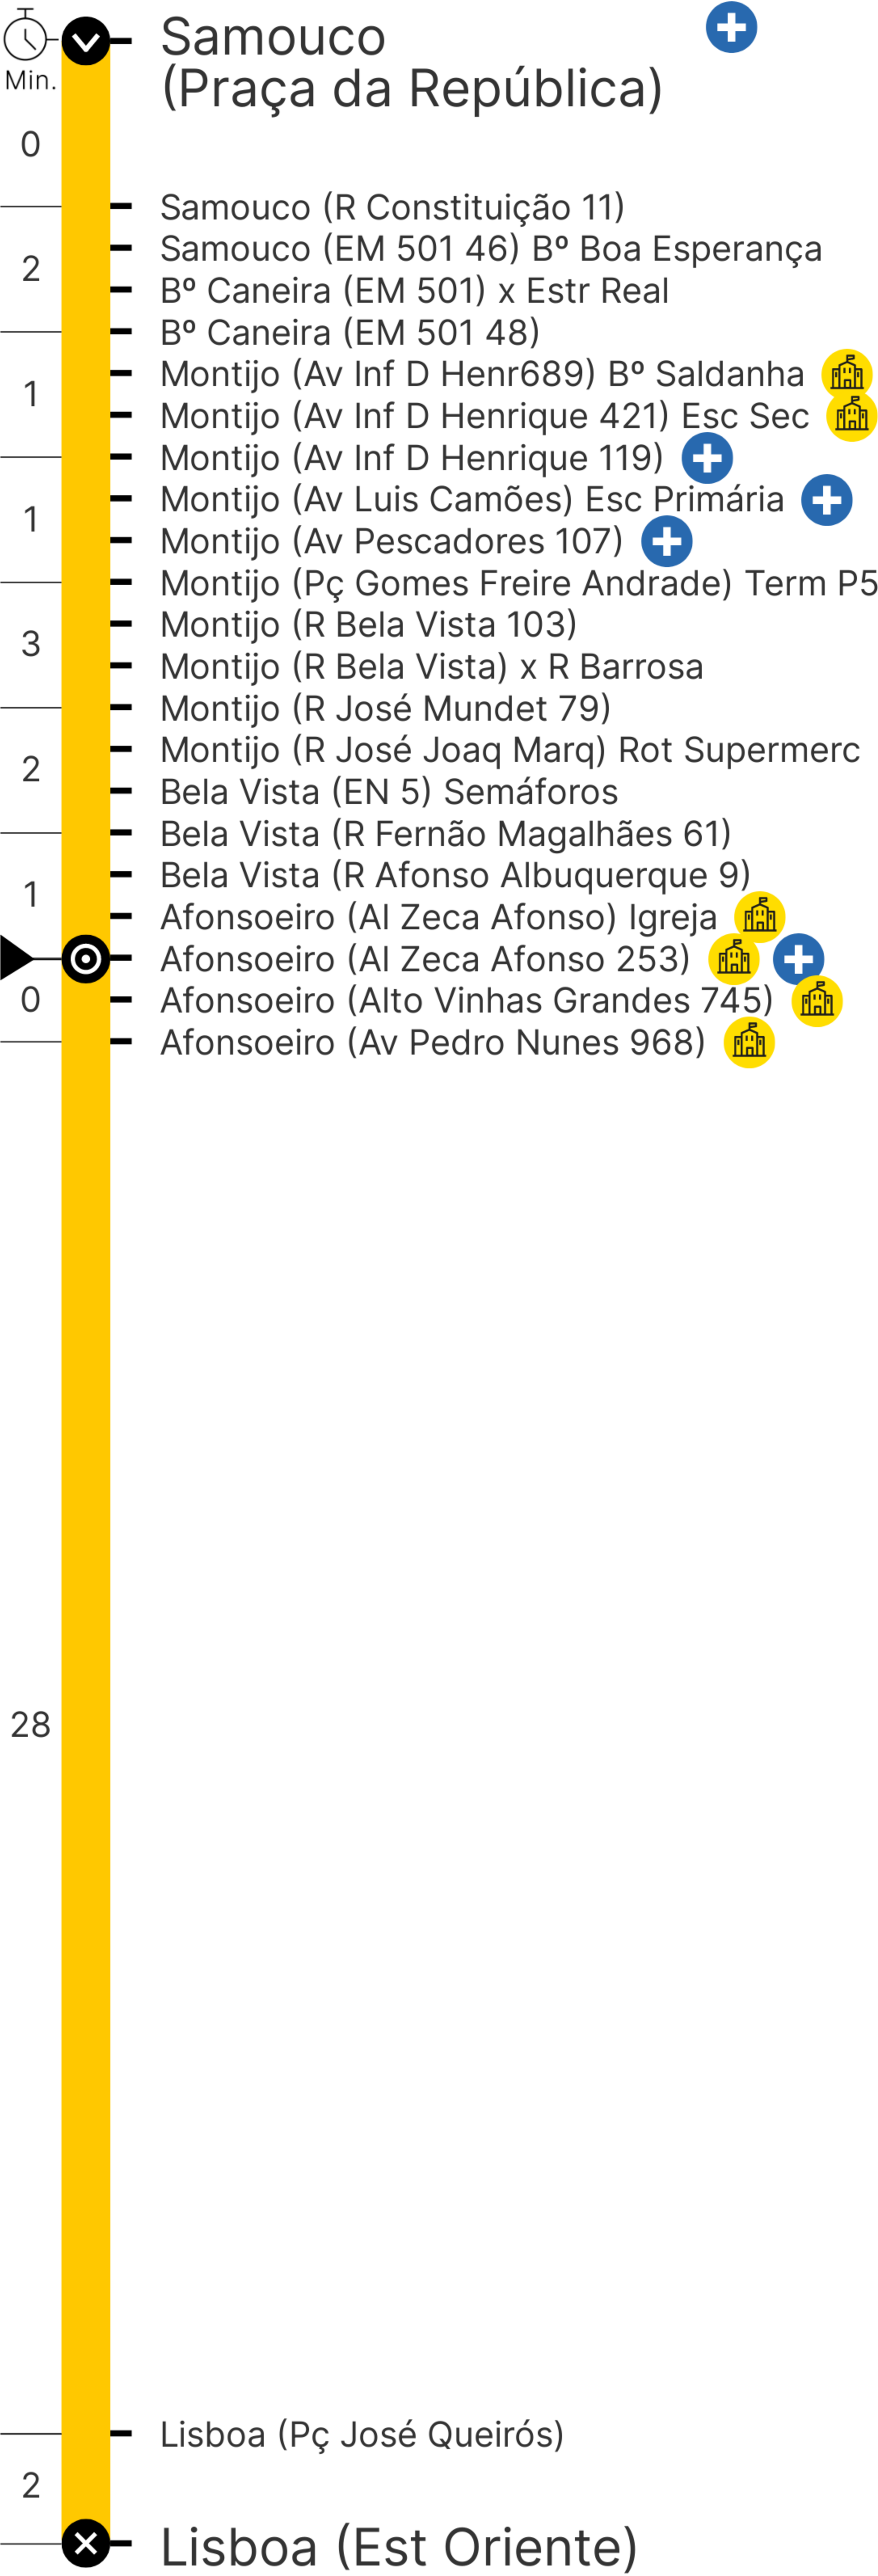 Samouco
(Praça da República)
Min.
0
Samouco (R Constituição 11)
Samouco (EM 501 46) Bº Boa Esperança
2
Bº Caneira (EM 501) x Estr Real
Bº Caneira (EM 501 48)
Montijo (Av Inf D Henr689) Bº Saldanha
1
Montijo (Av Inf D Henrique 421) Esc Sec
Montijo (Av Inf D Henrique 119)
Montijo (Av Luis Camões) Esc Primária
1
Montijo (Av Pescadores 107)
Montijo (Pç Gomes Freire Andrade) Term P5
Montijo (R Bela Vista 103)
3
Montijo (R Bela Vista) x R Barrosa
Montijo (R José Mundet 79)
Montijo (R José Joaq Marq) Rot Supermerc
2
Bela Vista (EN 5) Semáforos
Bela Vista (R Fernão Magalhães 61)
Bela Vista (R Afonso Albuquerque 9)
1
Afonsoeiro (Al Zeca Afonso) Igreja
Afonsoeiro (Al Zeca Afonso 253)
0
Afonsoeiro (Alto Vinhas Grandes 745)
Afonsoeiro (Av Pedro Nunes 968)
28
Lisboa (Pç José Queirós)
2
Lisboa (Est Oriente)